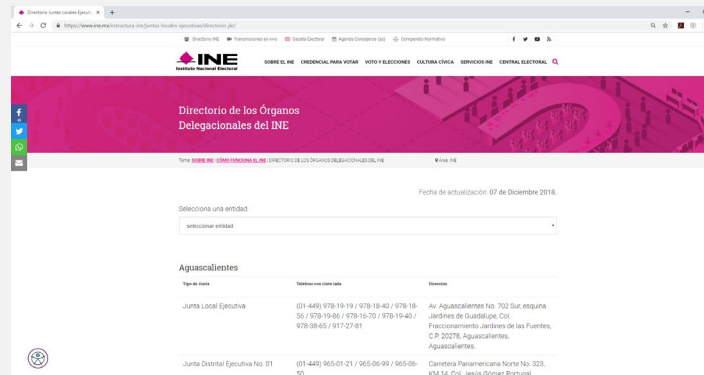 Directorio Juntas Locales Ejecuti
https://www.ine.mx/estructura-ine/juntas-locales-ejecutivas/directorio-jle/
Directorio INE Transmisiones en vivo Gaceta Electoral Agenda Consejeros (as) Compendio Normativo
INE
Instituto Nacional Electoral
SOBRE EL INE CREDENCIAL PARA VOTAR VOTO Y ELECCIONES CULTURA CÍVICA SERVICIOS INE CENTRAL ELECTORAL
Directorio de los Órganos
Delegacionales del INE
Tema: SOBRE INE | CÓMO FUNCIONA EL INE | DIRECTORIO DE LOS ÓRGANOS DELEGACIONALES DEL INE Área: INE
Fecha de actualización: 07 de Diciembre 2018.
Selecciona una entidad:
seleccionar entidad
Aguascalientes
Tipo de Junta Teléfono con clave lada Dirección
Junta Local Ejecutiva (01-449) 978-19-19 / 978-18-40 / 978-18- Av. Aguascalientes No. 702 Sur, esquina
56 / 978-19-86 / 978-16-70 / 978-19-40 / Jardines de Guadalupe, Col.
978-38-65 / 917-27-81 Fraccionamiento Jardines de las Fuentes,
C.P. 20278, Aguascalientes,
Aguascalientes.
Junta Distrital Ejecutiva No. 01 (01-449) 965-01-21 / 965-06-99 / 965-06- Carretera Panamericana Norte No. 323,
50 KM 14, Col. Jesús Gómez Portugal